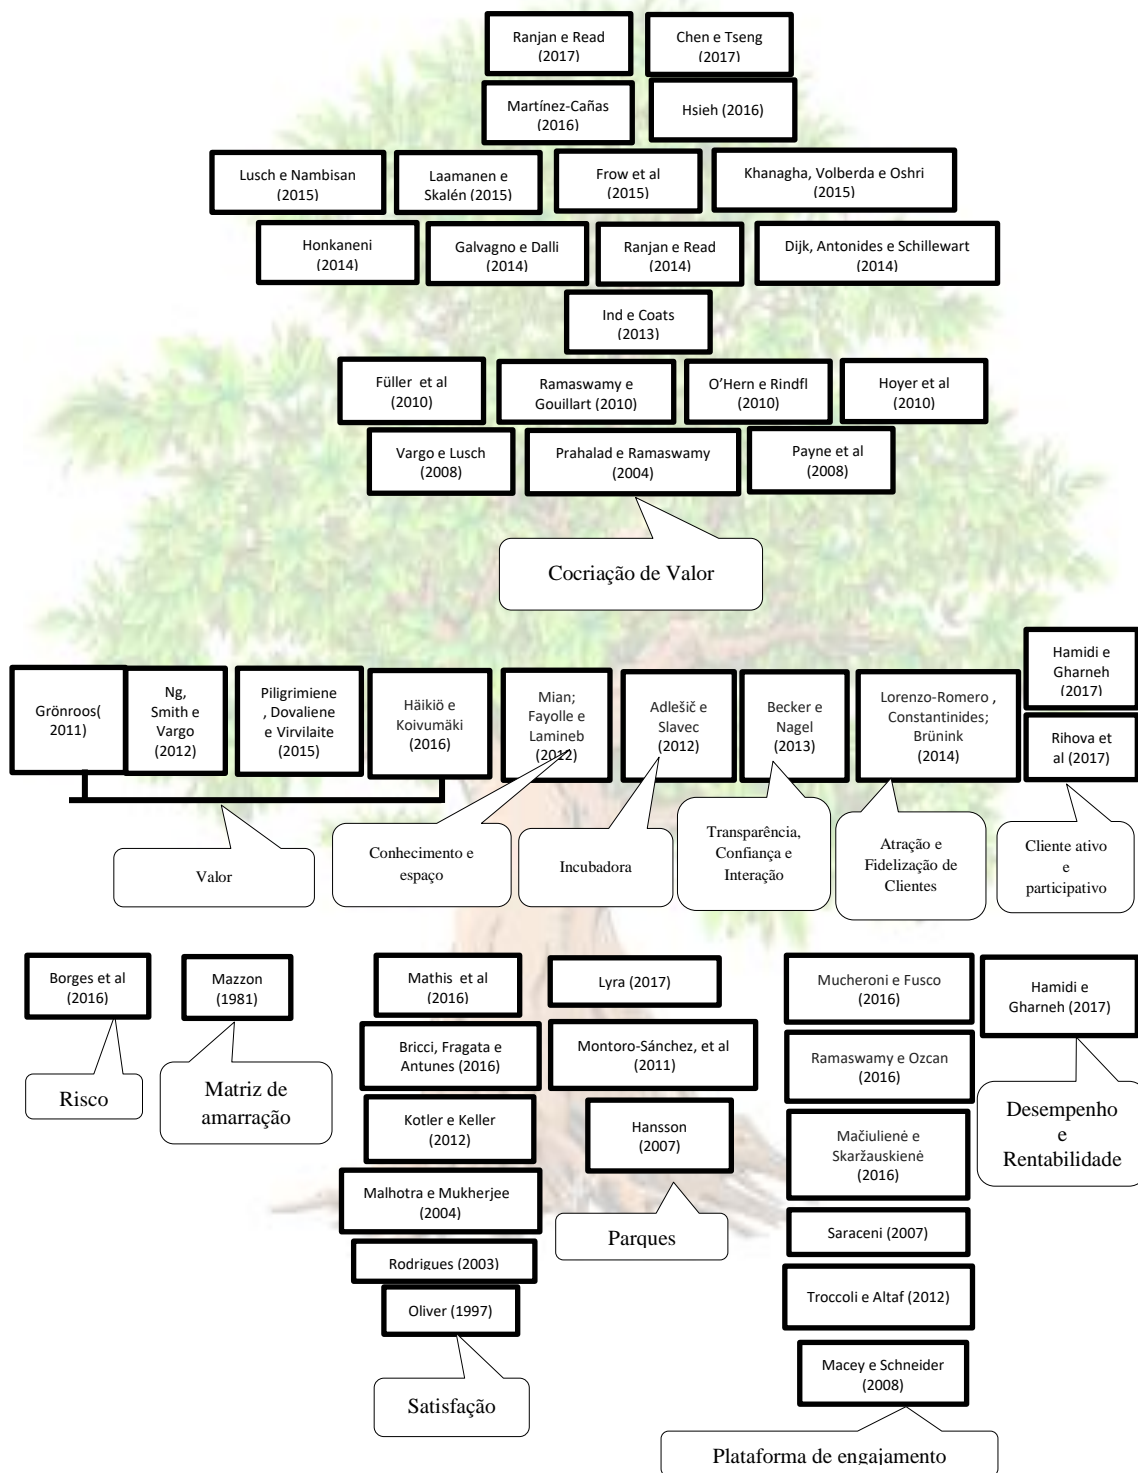 Ranjan e Read
(2017)
Chen e Tseng
(2017)
Martínez-Cañas
(2016)
Hsieh (2016)
Lusch e Nambisan
(2015)
Laamanen e
Skalén (2015)
Frow et al
(2015)
Khanagha, Volberda e Oshri
(2015)
Honkaneni
(2014)
Galvagno e Dalli
(2014)
Ranjan e Read
(2014)
Dijk, Antonides e Schillewart
(2014)
Ind e Coats
(2013)
Füller et al
(2010)
Ramaswamy e
Gouillart (2010)
O’Hern e Rindfl
(2010)
Hoyer et al
(2010)
Vargo e Lusch
(2008)
Prahalad e Ramaswamy
(2004)
Payne et al
(2008)
Cocriação de Valor
Grönroos(
2011)
Ng,
Smith e
Vargo
(2012)
Piligrimiene
, Dovaliene
e Virvilaite
(2015)
Häikiö e
Koivumäki
(2016)
Mian;
Fayolle e
Lamineb
(2012)
Adlešič e
Slavec
(2012)
Becker e
Nagel
(2013)
Lorenzo-Romero ,
Constantinides;
Brünink
(2014)
Hamidi e
Gharneh
(2017)
Rihova et
al (2017)
Valor
Conhecimento e
espaço
Incubadora
Transparência,
Confiança e
Interação
Atração e
Fidelização de
Clientes
Cliente ativo
e
participativo
Borges et al
(2016)
Mazzon
(1981)
Mathis et al
(2016)
Lyra (2017)
Mucheroni e Fusco
(2016)
Hamidi e
Gharneh (2017)
Bricci, Fragata e
Antunes (2016)
Montoro-Sánchez, et al
(2011)
Ramaswamy e Ozcan
(2016)
Risco
Matriz de
amarração
Kotler e Keller
(2012)
Hansson
(2007)
Mačiulienė e
Skaržauskienė
(2016)
Desempenho
e
Rentabilidade
Malhotra e Mukherjee
(2004)
Parques
Saraceni (2007)
Rodrigues (2003)
Oliver (1997)
Troccoli e Altaf (2012)
Macey e Schneider
(2008)
Satisfação
Plataforma de engajamento